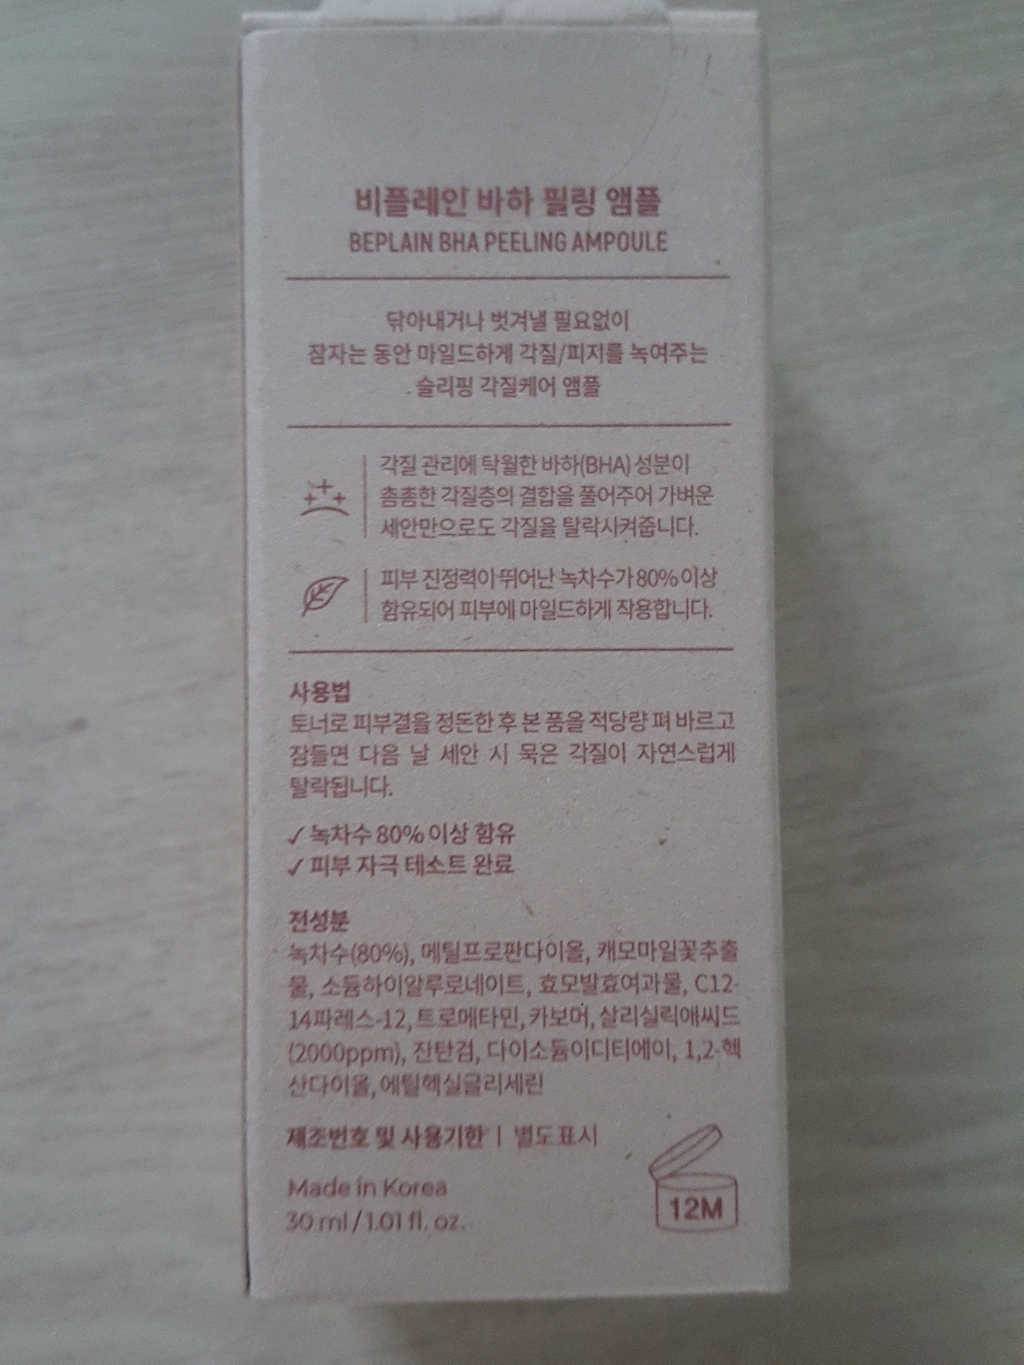 비플레인 바하 필링 앰플
BEPLAIN BHA PEELING AMPOULE
닦아내거나 벗겨낼 필요없이
잠자는 동안 마일드하게 각질/피지를 녹여주는
슬리핑 각질케어 앰플
각질 관리에 탁월한 바하(BHA) 성분이
촘촘한 각질층의 결합을 풀어주어 가벼운
세안만으로도 각질을 탈락시켜줍니다.
피부 진정력이 뛰어난 녹차수가 80% 이상
함유되어 피부에 마일드하게 작용합니다.
사용법
토너로 피부결을 정돈한 후 본 품을 적당량 펴 바르고
잠들면 다음 날 세안 시 묵은 각질이 자연스럽게
탈락됩니다.
✓ 녹차수 80% 이상 함유
✓ 피부 자극 테스트 완료
전성분
녹차수(80%), 메틸프로판다이올, 캐모마일꽃추출
물, 소듐하이알루로네이트, 효모발효여과물, C12-
14파레스-12, 트로메타민, 카보머, 살리실릭애씨드
(2000ppm), 잔탄검, 다이소듐이디티에이, 1,2-헥
산다이올, 에틸헥실글리세린
제조번호 및 사용기한 | 별도표시
Made in Korea
30 ml / 1.01 fl. oz.
12M